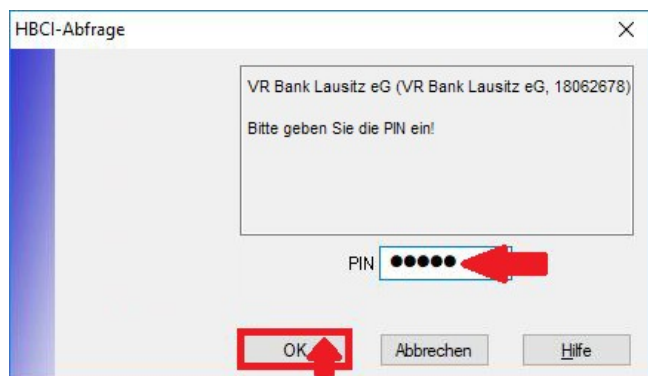 HBCI-Abfrage
VR Bank Lausitz eG (VR Bank Lausitz eG, 18062678)
Bitte geben Sie die PIN ein!
PIN ●●●●●
OK Abbrechen Hilfe